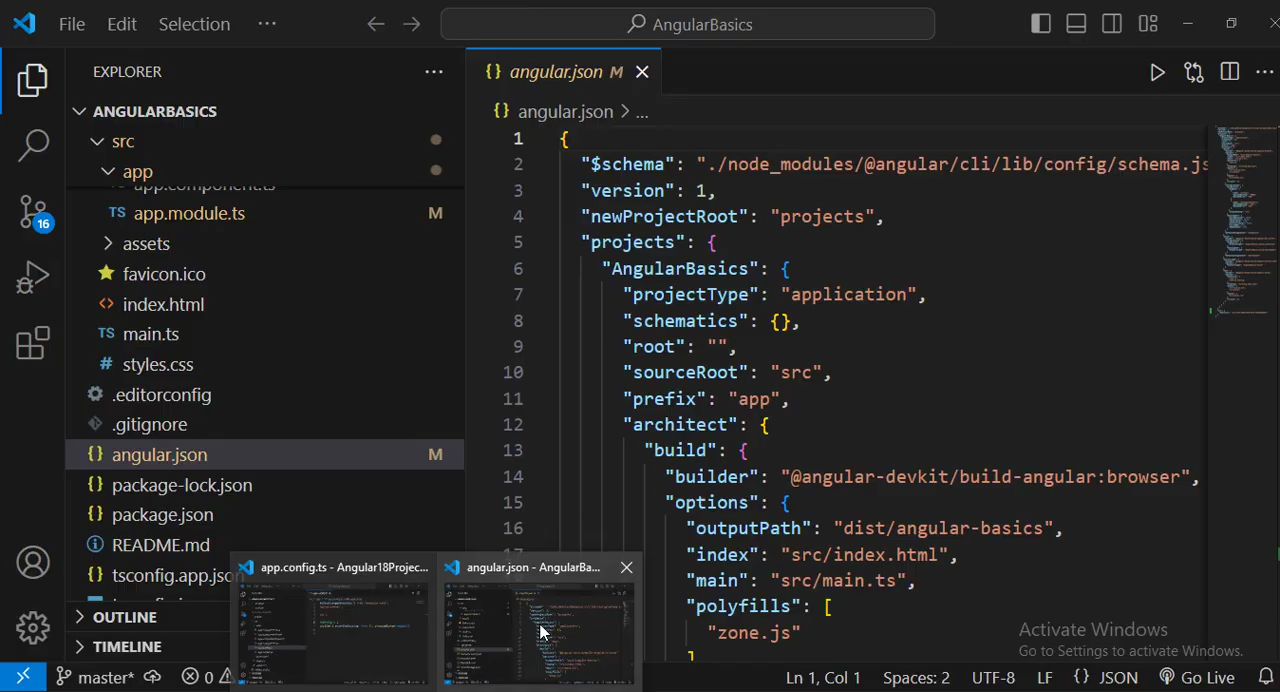 File Edit Selection ··· AngularBasics
EXPLORER ···
angular.json M
ANGULARBASICS
angular.json > ...
src
app
app.component.ts
TS app.module.ts M
assets
favicon.ico
index.html
TS main.ts
# styles.css
.editorconfig
.gitignore
{} angular.json M
{} package-lock.json
{} package.json
README.md
{} tsconfig.app.json
OUTLINE
TIMELINE
16
1 {
2 "$schema": "./node_modules/@angular/cli/lib/config/schema.js
3 "version": 1,
4 "newProjectRoot": "projects",
5 "projects": {
6 "AngularBasics": {
7 "projectType": "application",
8 "schematics": {},
9 "root": "",
10 "sourceRoot": "src",
11 "prefix": "app",
12 "architect": {
13 "build": {
14 "builder": "@angular-devkit/build-angular:browser",
15 "options": {
16 "outputPath": "dist/angular-basics",
17 "index": "src/index.html",
"main": "src/main.ts",
"polyfills": [
"zone.js"
]
app.config.ts - Angular18Projec...
angular.json - AngularBa...
Activate Windows
Go to Settings to activate Windows.
master* 0 Ln 1, Col 1 Spaces: 2 UTF-8 LF {} JSON Go Live